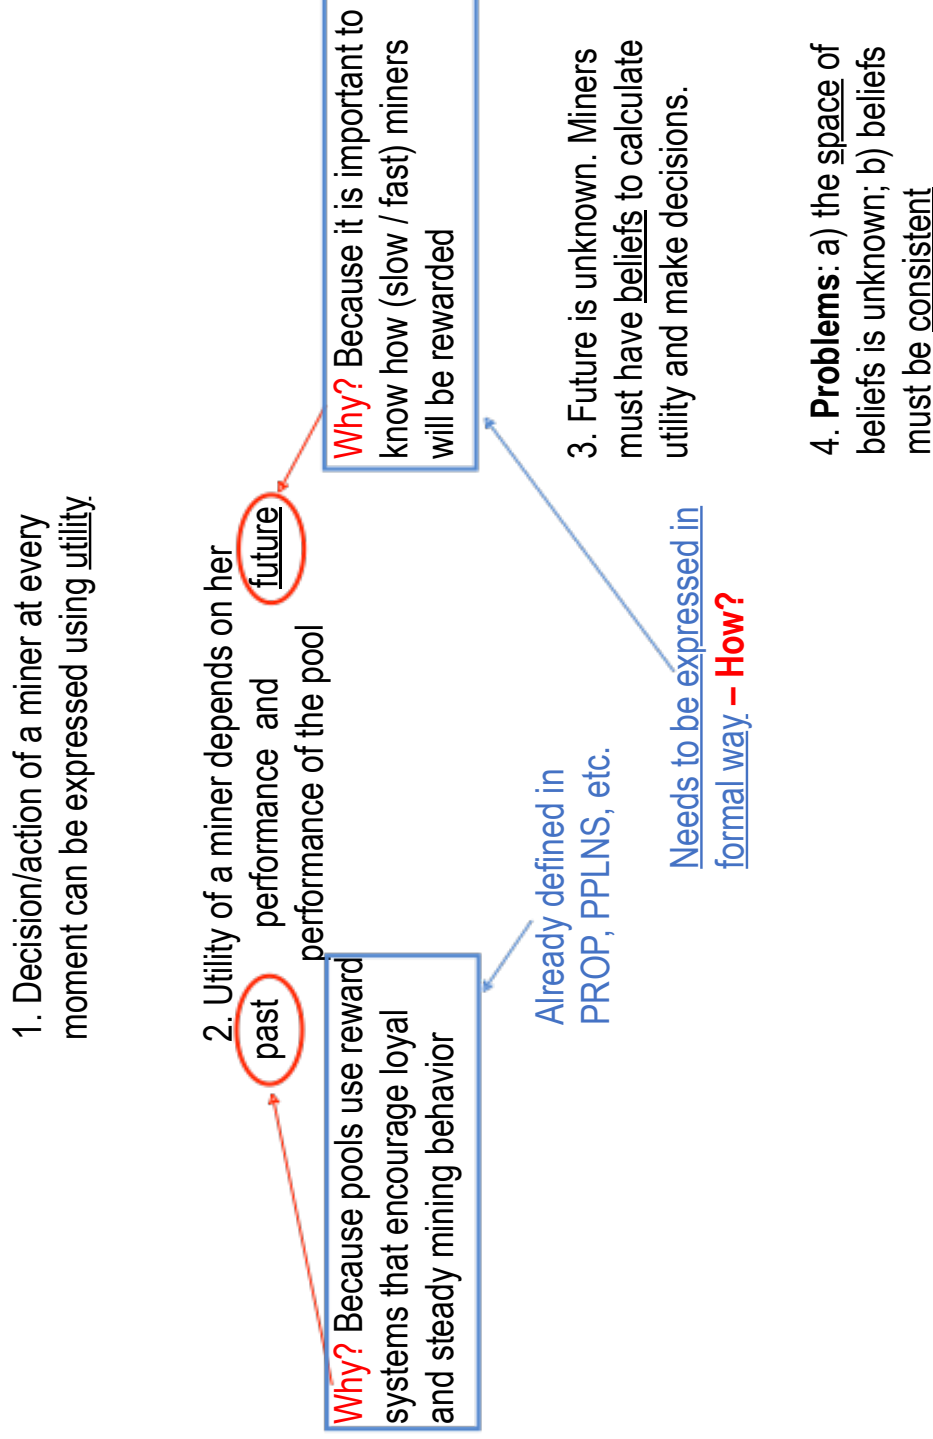 1. Decision/action of a miner at every
moment can be expressed using utility.
2. Utility of a miner depends on her
past performance and future
performance of the pool
Why? Because pools use reward
systems that encourage loyal
and steady mining behavior
Why? Because it is important to
know how (slow / fast) miners
will be rewarded
Already defined in
PROP, PPLNS, etc.
Needs to be expressed in
formal way. – How?
3. Future is unknown. Miners
must have beliefs to calculate
utility and make decisions.
4. Problems: a) the space of
beliefs is unknown; b) beliefs
must be consistent